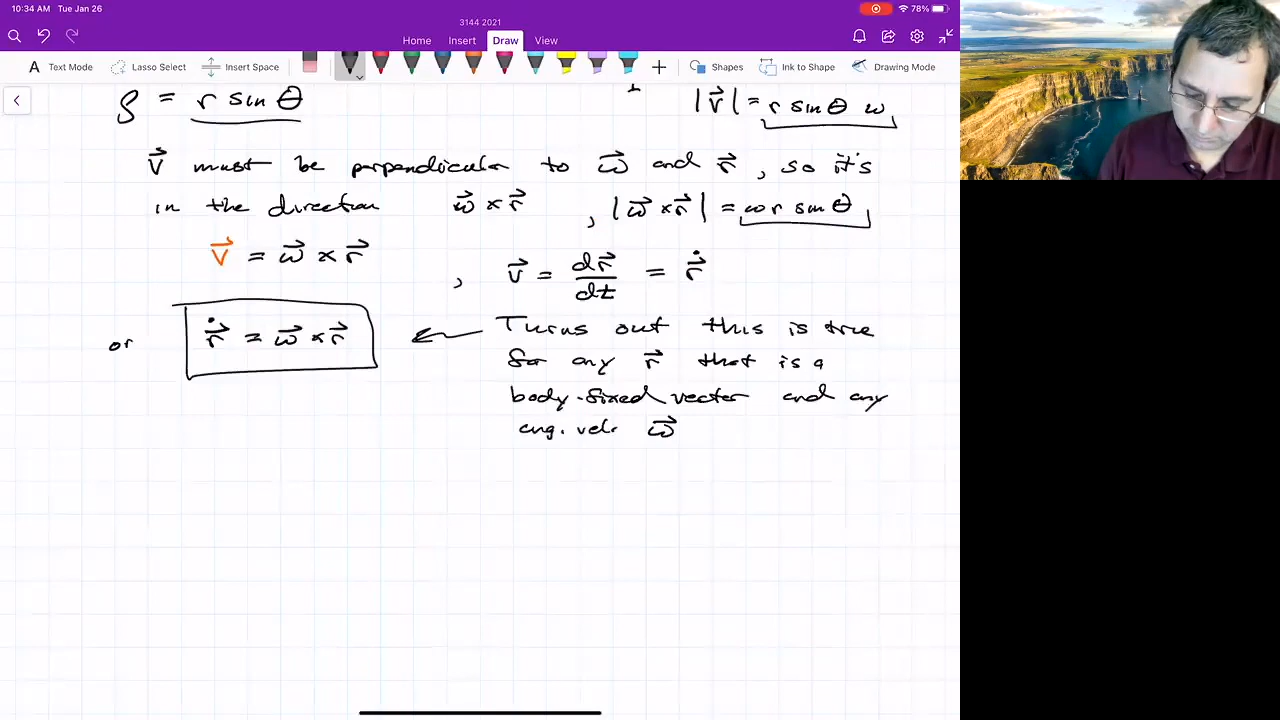 10:34 AM Tue Jan 26
78%
3144 2021
Home Insert Draw View
Text Mode Lasso Select Insert Space Shapes Ink to Shape Drawing Mode
ρ = r sin θ
|v⃗| = r sin θ ω
v⃗ must be perpendicular to ω⃗ and r⃗, so it's
in the direction ω⃗ × r⃗, |ω⃗ × r⃗| = ω r sin θ
v⃗ = ω⃗ × r⃗, v⃗ = dr⃗/dt = ṙ⃗
or ṙ⃗ = ω⃗ × r⃗ ← Turns out this is true
for any r⃗ that is a
body-fixed vector and any
ang. vel. ω⃗